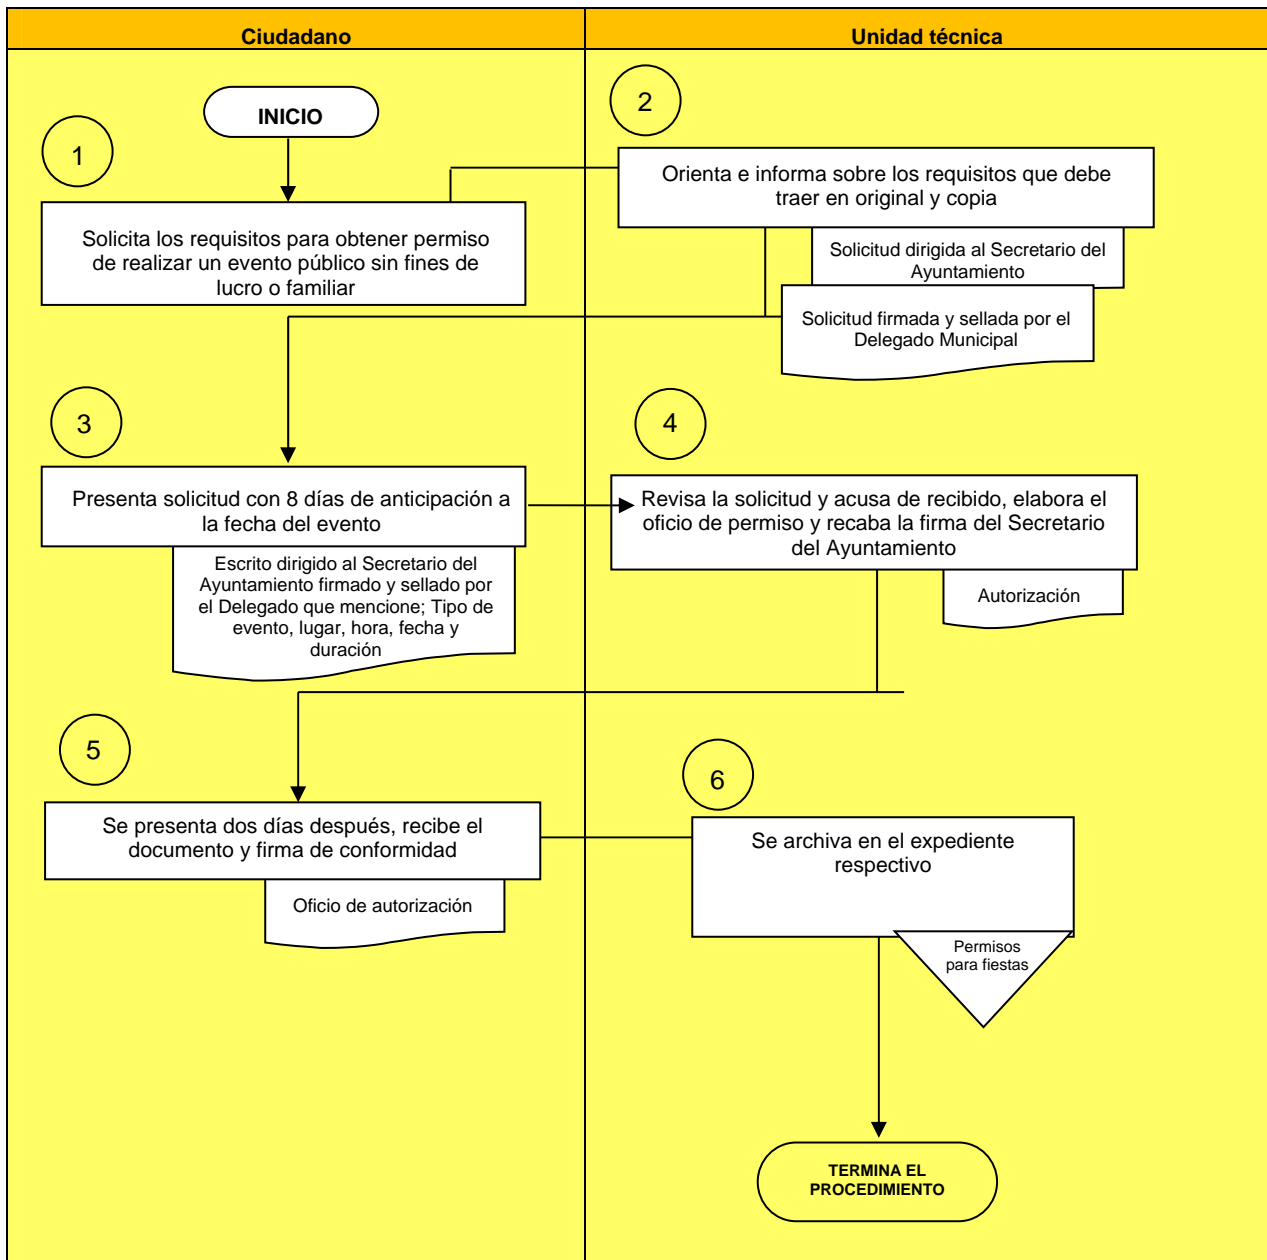 Ciudadano
Unidad técnica
INICIO
1
Solicita los requisitos para obtener permiso
de realizar un evento público sin fines de
lucro o familiar
2
Orienta e informa sobre los requisitos que debe
traer en original y copia
Solicitud dirigida al Secretario del
Ayuntamiento
Solicitud firmada y sellada por el
Delegado Municipal
3
Presenta solicitud con 8 días de anticipación a
la fecha del evento
Escrito dirigido al Secretario del
Ayuntamiento firmado y sellado por
el Delegado que mencione; Tipo de
evento, lugar, hora, fecha y
duración
4
Revisa la solicitud y acusa de recibido, elabora el
oficio de permiso y recaba la firma del Secretario
del Ayuntamiento
Autorización
5
Se presenta dos días después, recibe el
documento y firma de conformidad
Oficio de autorización
6
Se archiva en el expediente
respectivo
Permisos
para fiestas
TERMINA EL
PROCEDIMIENTO